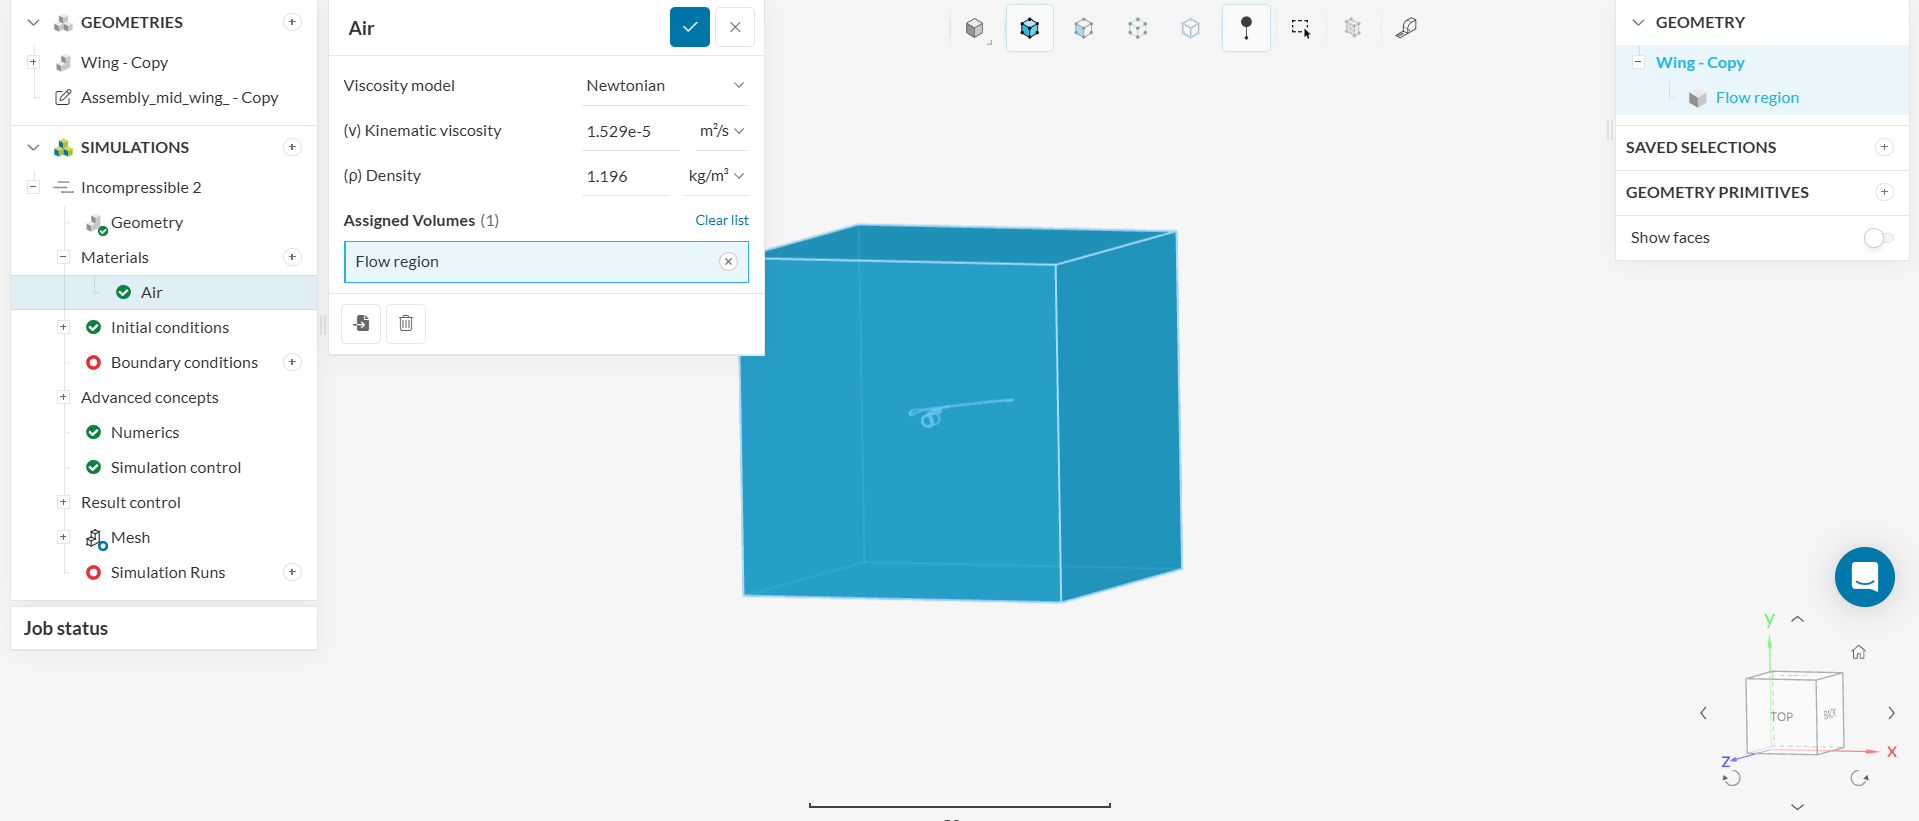 GEOMETRIES
Wing - Copy
Assembly_mid_wing_ - Copy
SIMULATIONS
Incompressible 2
Geometry
Materials
Air
Initial conditions
Boundary conditions
Advanced concepts
Numerics
Simulation control
Result control
Mesh
Simulation Runs
Job status
Air
Viscosity model Newtonian
(ν) Kinematic viscosity 1.529e-5 m²/s
(ρ) Density 1.196 kg/m³
Assigned Volumes (1) Clear list
Flow region
GEOMETRY
Wing - Copy
Flow region
SAVED SELECTIONS
GEOMETRY PRIMITIVES
Show faces
y
TOP
BACK
x
z